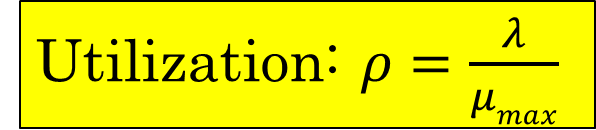 Utilization: ρ = λ / μ_max